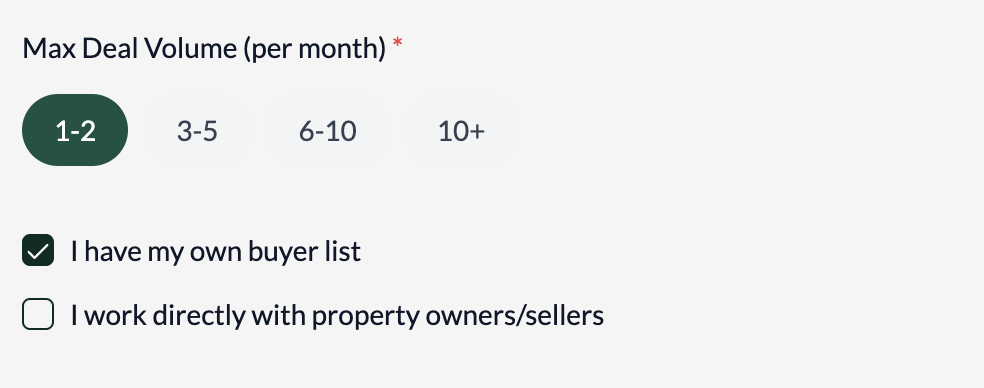 Max Deal Volume (per month) *
1-2 3-5 6-10 10+
I have my own buyer list
I work directly with property owners/sellers